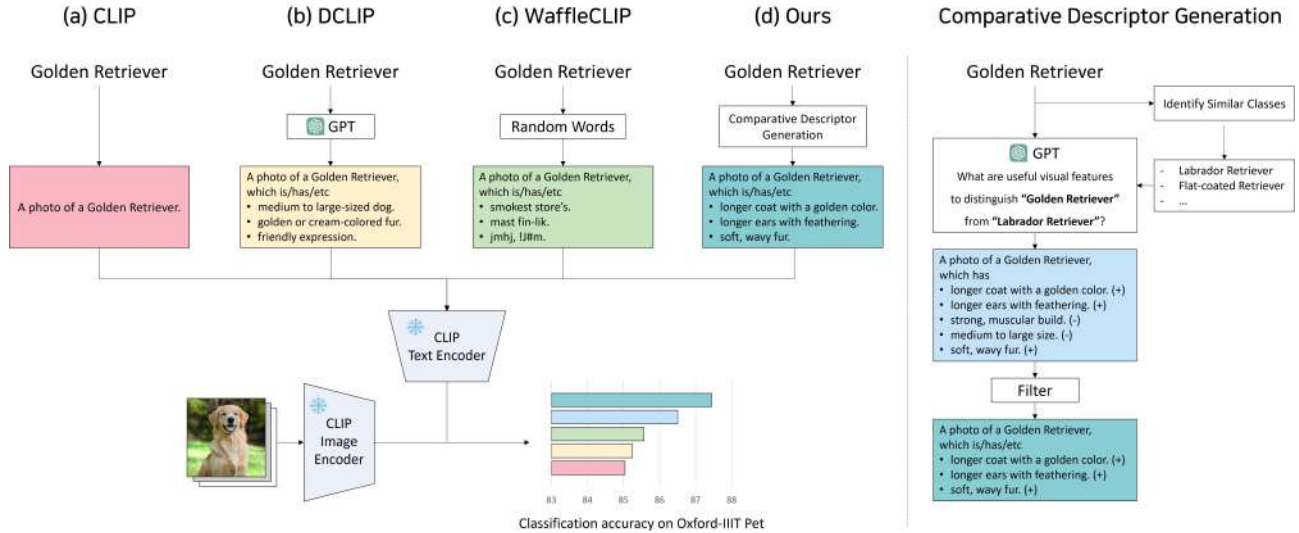 (a) CLIP
Golden Retriever
A photo of a Golden Retriever.
(b) DCLIP
Golden Retriever
GPT
A photo of a Golden Retriever,
which is/has/etc
• medium to large-sized dog.
• golden or cream-colored fur.
• friendly expression.
(c) WaffleCLIP
Golden Retriever
Random Words
A photo of a Golden Retriever,
which is/has/etc
• smokest store's.
• mast fin-lik.
• jmhj, !J#m.
(d) Ours
Golden Retriever
Comparative Descriptor
Generation
A photo of a Golden Retriever,
which is/has/etc
• longer coat with a golden color.
• longer ears with feathering.
• soft, wavy fur.
CLIP
Text Encoder
CLIP
Image
Encoder
83 84 85 86 87 88
Classification accuracy on Oxford-IIIT Pet
Comparative Descriptor Generation
Golden Retriever
Identify Similar Classes
- Labrador Retriever
- Flat-coated Retriever
- ...
GPT
What are useful visual features
to distinguish "Golden Retriever"
from "Labrador Retriever"?
A photo of a Golden Retriever,
which has
• longer coat with a golden color. (+)
• longer ears with feathering. (+)
• strong, muscular build. (-)
• medium to large size. (-)
• soft, wavy fur. (+)
Filter
A photo of a Golden Retriever,
which is/has/etc
• longer coat with a golden color. (+)
• longer ears with feathering. (+)
• soft, wavy fur. (+)